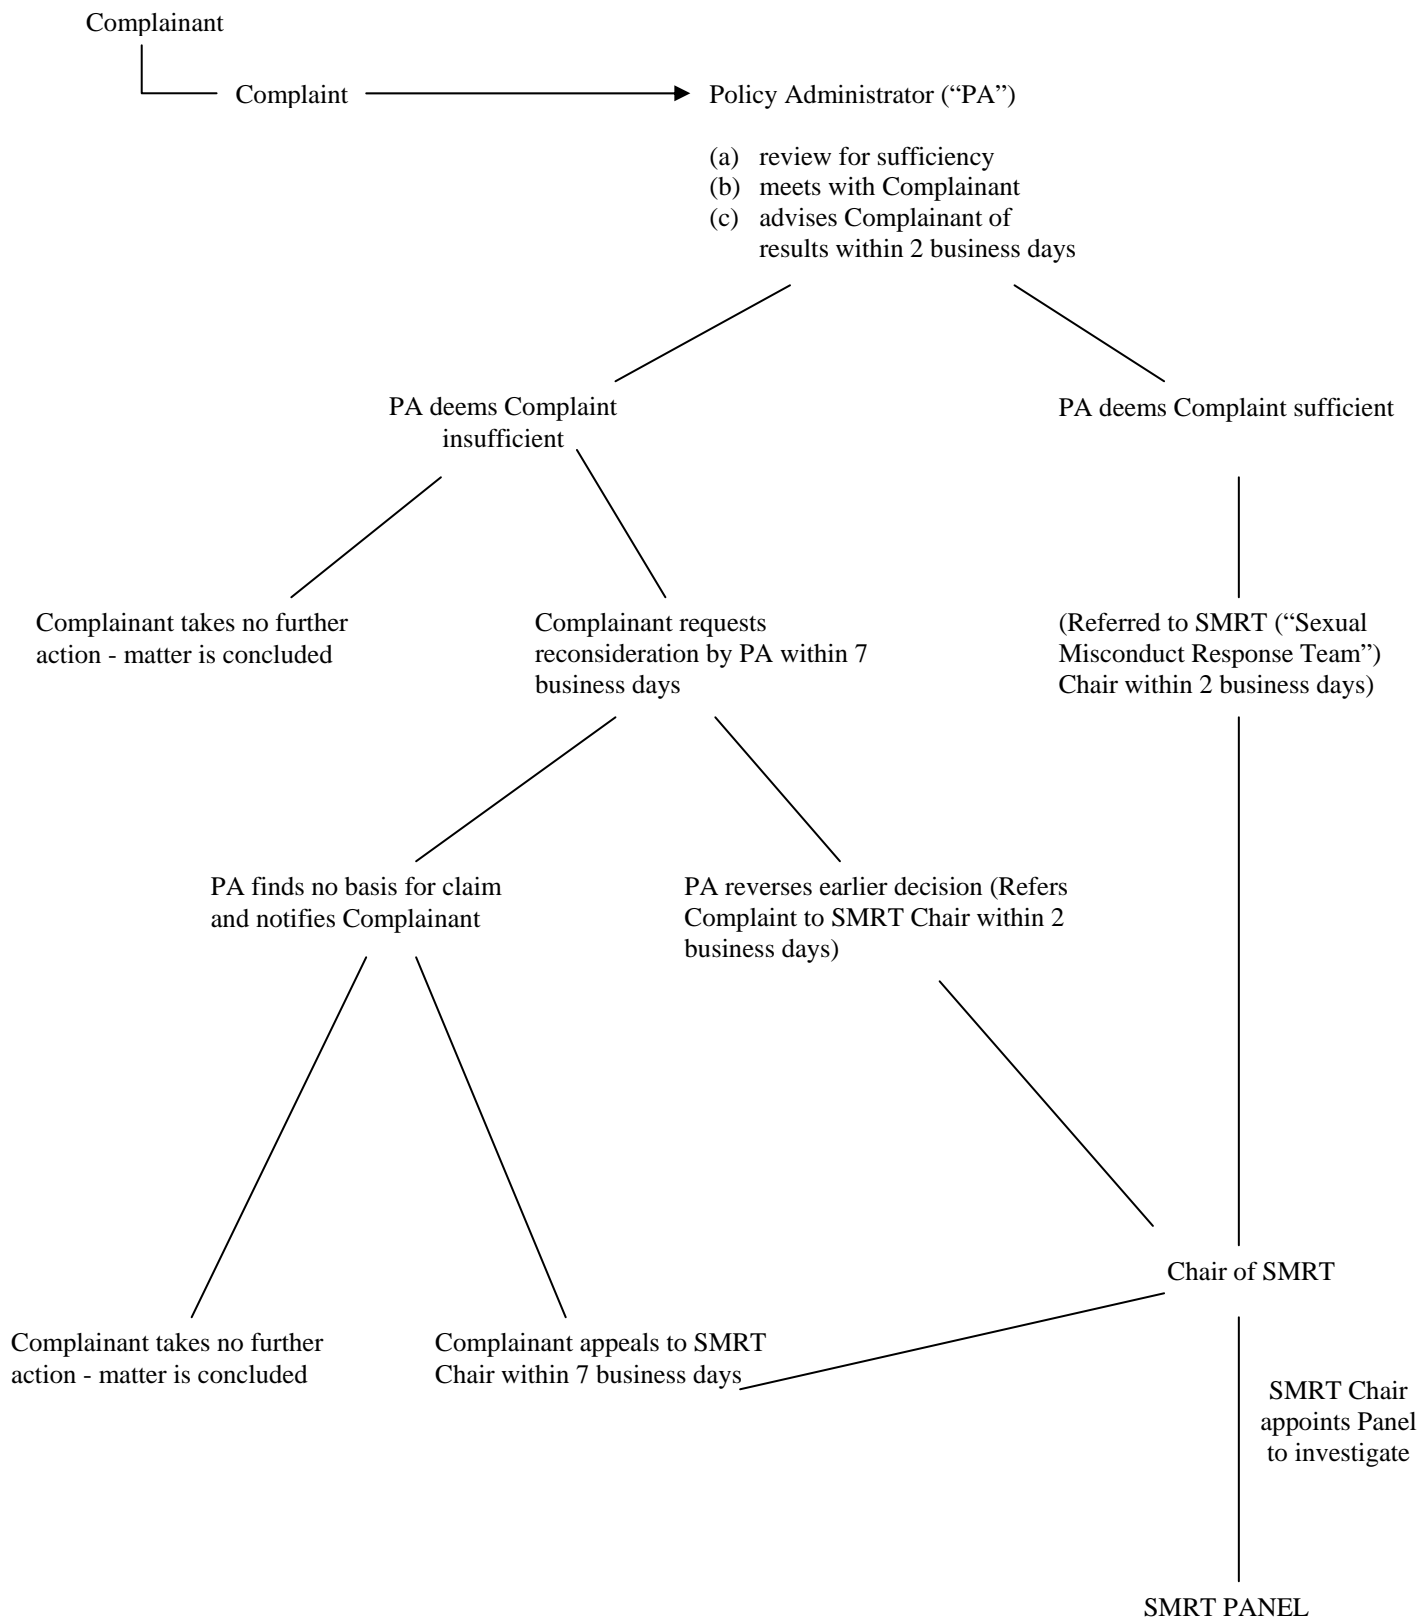 Complainant
Complaint
Policy Administrator (“PA”)
(a) review for sufficiency
(b) meets with Complainant
(c) advises Complainant of
results within 2 business days
PA deems Complaint
insufficient
PA deems Complaint sufficient
Complainant takes no further
action - matter is concluded
Complainant requests
reconsideration by PA within 7
business days
(Referred to SMRT (“Sexual
Misconduct Response Team”)
Chair within 2 business days)
PA finds no basis for claim
and notifies Complainant
PA reverses earlier decision (Refers
Complaint to SMRT Chair within 2
business days)
Chair of SMRT
Complainant takes no further
action - matter is concluded
Complainant appeals to SMRT
Chair within 7 business days
SMRT Chair
appoints Panel
to investigate
SMRT PANEL